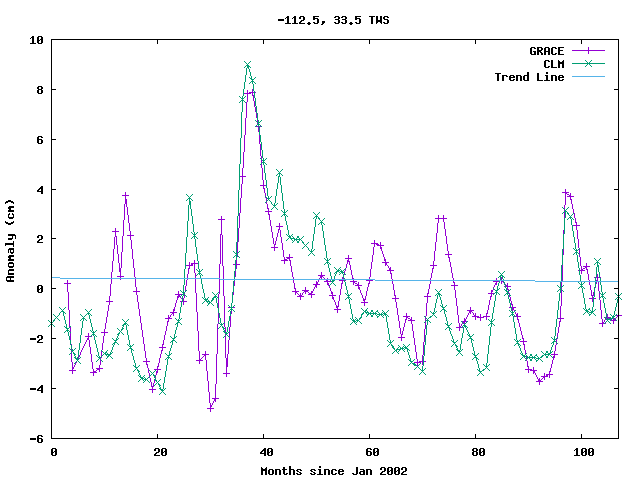 -112.5, 33.5 TWS
GRACE
CLM
Trend Line
Anomaly (cm)
10
8
6
4
2
0
-2
-4
-6
0 20 40 60 80 100
Months since Jan 2002